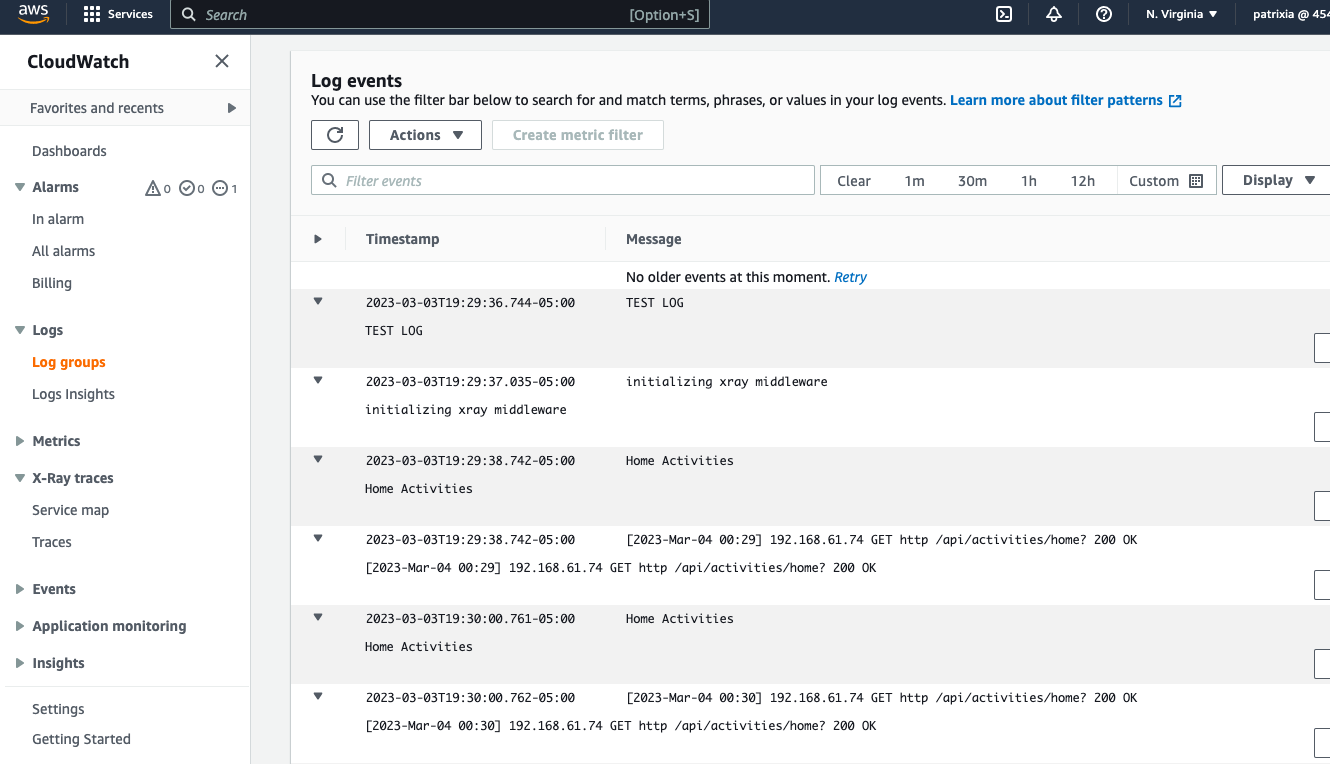 aws
Services
Search
[Option+S]
N. Virginia
patrixia @ 454
CloudWatch
Favorites and recents
Dashboards
Alarms
0
0
1
In alarm
All alarms
Billing
Logs
Log groups
Logs Insights
Metrics
X-Ray traces
Service map
Traces
Events
Application monitoring
Insights
Settings
Getting Started
Log events
You can use the filter bar below to search for and match terms, phrases, or values in your log events. Learn more about filter patterns
Actions
Create metric filter
Filter events
Clear 1m 30m 1h 12h Custom
Display
Timestamp Message
No older events at this moment. Retry
2023-03-03T19:29:36.744-05:00 TEST LOG
TEST LOG
2023-03-03T19:29:37.035-05:00 initializing xray middleware
initializing xray middleware
2023-03-03T19:29:38.742-05:00 Home Activities
Home Activities
2023-03-03T19:29:38.742-05:00 [2023-Mar-04 00:29] 192.168.61.74 GET http /api/activities/home? 200 OK
[2023-Mar-04 00:29] 192.168.61.74 GET http /api/activities/home? 200 OK
2023-03-03T19:30:00.761-05:00 Home Activities
Home Activities
2023-03-03T19:30:00.762-05:00 [2023-Mar-04 00:30] 192.168.61.74 GET http /api/activities/home? 200 OK
[2023-Mar-04 00:30] 192.168.61.74 GET http /api/activities/home? 200 OK